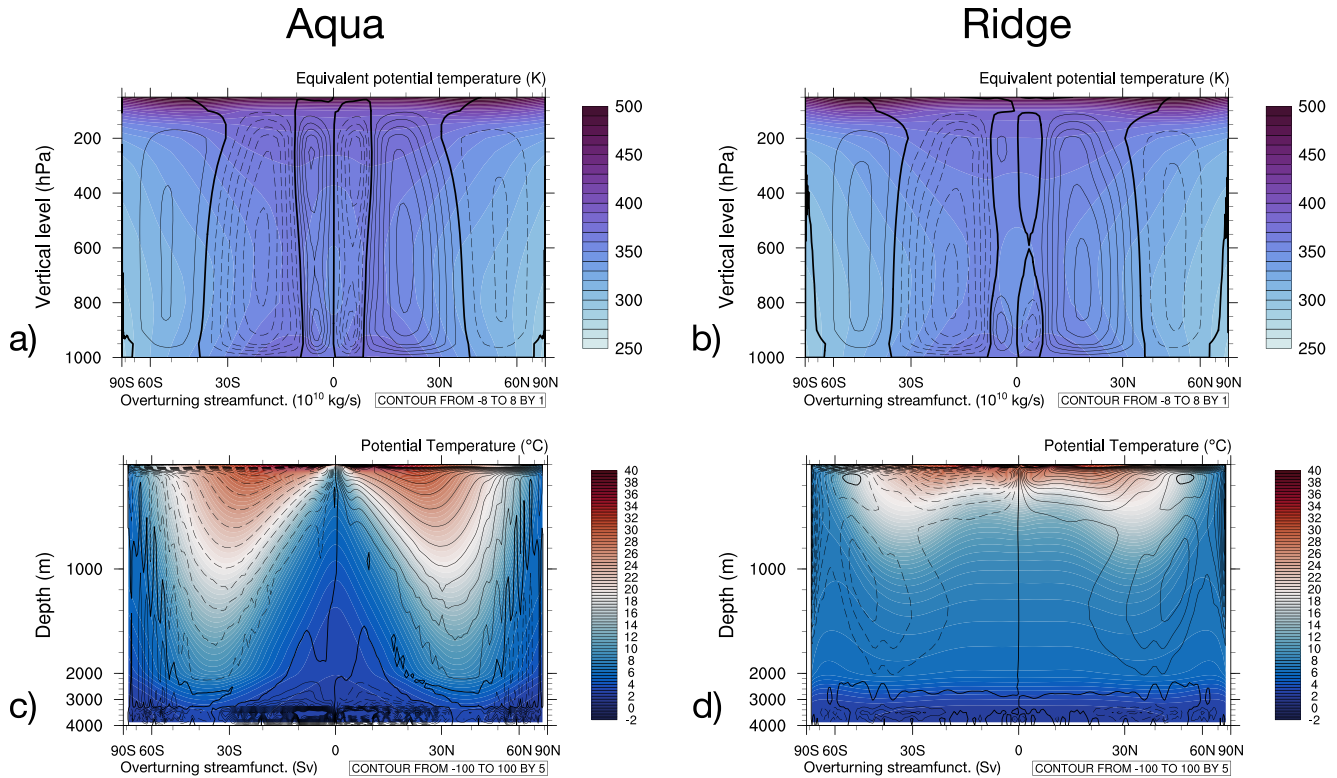 Aqua
Ridge
Equivalent potential temperature (K)
Equivalent potential temperature (K)
Vertical level (hPa)
200
400
600
800
1000
500
450
400
350
300
250
Vertical level (hPa)
200
400
600
800
1000
500
450
400
350
300
250
a)
b)
90S 60S 30S 0 30N 60N 90N
90S 60S 30S 0 30N 60N 90N
Overturning streamfunct. (10¹⁰ kg/s)
CONTOUR FROM -8 TO 8 BY 1
Overturning streamfunct. (10¹⁰ kg/s)
CONTOUR FROM -8 TO 8 BY 1
Potential Temperature (°C)
Potential Temperature (°C)
Depth (m)
1000
2000
3000
4000
40
38
36
34
32
30
28
26
24
22
20
18
16
14
12
10
8
6
4
2
0
-2
Depth (m)
1000
2000
3000
4000
40
38
36
34
32
30
28
26
24
22
20
18
16
14
12
10
8
6
4
2
0
-2
c)
d)
90S 60S 30S 0 30N 60N 90N
90S 60S 30S 0 30N 60N 90N
Overturning streamfunct. (Sv)
CONTOUR FROM -100 TO 100 BY 5
Overturning streamfunct. (Sv)
CONTOUR FROM -100 TO 100 BY 5